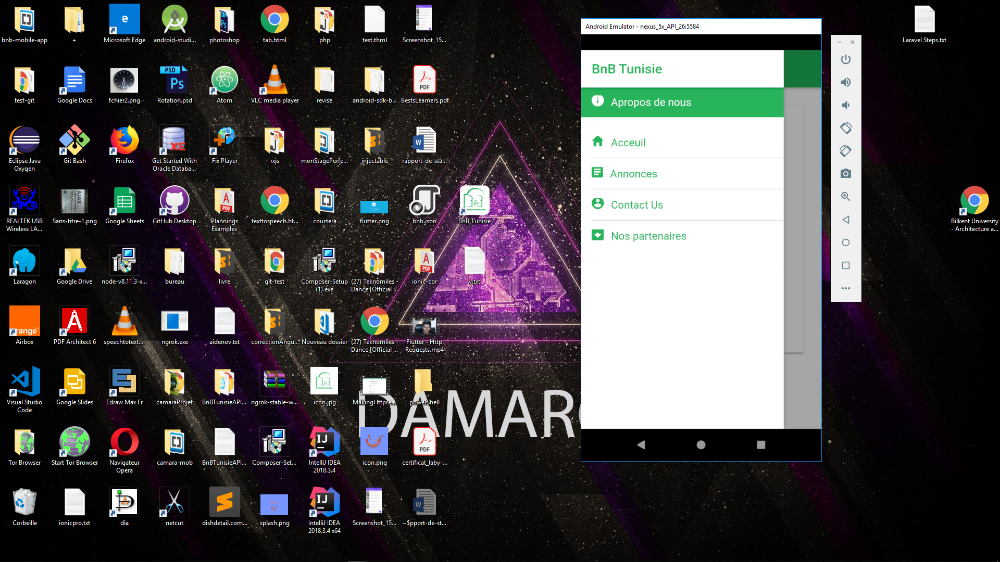 bnb-mobile-app
+
Microsoft Edge
android-studi...
photoshop
tab.html
php
test.thml
Screenshot_15...
Laravel Steps.txt
test-git
Google Docs
fchier2.png
Rotation.psd
Atom
VLC media player
revise
android-sdk-b...
BestsLearners.pdf
Eclipse Java
Oxygen
Git Bash
Firefox
Get Started With
Oracle Databa...
Fix Player
rxjs
monStagePerfe...
injectable
rapport-de-sta...
REALTEK USB
Wireless LA...
Sans-titre-1.png
Google Sheets
GitHub Desktop
Plannings
Examples
texttospeech.ht...
coursera
flutter.png
bnb.json
BnB Tunisie
Bilkent University
- Architecture a...
Laragon
Google Drive
node-v8.11.3-x...
bureau
livre
git-test
Composer-Setup
(1).exe
(27) Teknomiles -
Dance [Official ...
ionic-cor
v.txt
Airbox
PDF Architect 6
speechtotext....
ngrok.exe
aidenov.txt
correctionAngu...
Nouveau dossier
(27) Teknomiles -
Dance [Official ...
Flutter - Http
Requests.mp4
Visual Studio
Code
Google Slides
Edraw Max Fr
camaraProjet
BnBTunisieAPI...
ngrok-stable-w...
icon.jpg
MakingHttpre...
powerShell
DAMAR
Tor Browser
Start Tor Browser
Navigateur
Opera
camara-mob
BnBTunisieAPI...
Composer-Set...
IntelliJ IDEA
2018.3.4
icon.png
certificat_laby-...
Corbeille
ionicpro.txt
dia
netcut
dishdetail.com...
splash.png
IntelliJ IDEA
2018.3.4 x64
Screenshot_15...
~$pport-de-st...
Android Emulator - nexus_5x_API_26:5584
BnB Tunisie
Apropos de nous
Acceuil
Annonces
Contact Us
Nos partenaires